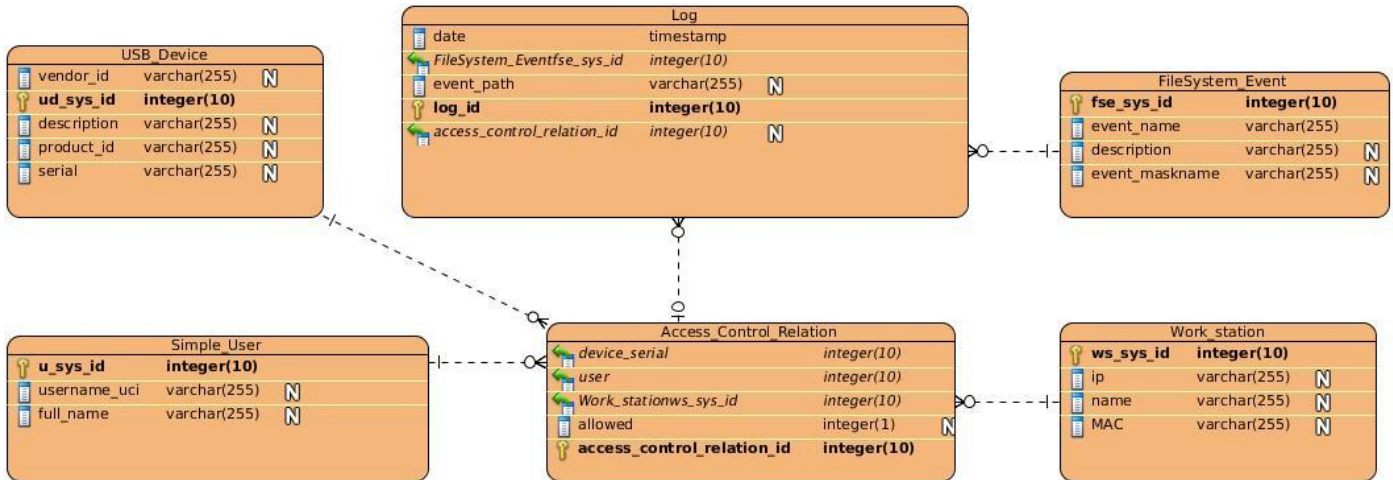 USB_Device
vendor_id varchar(255) N
ud_sys_id integer(10)
description varchar(255) N
product_id varchar(255) N
serial varchar(255) N
Log
date timestamp
FileSystem_Eventfse_sys_id integer(10)
event_path varchar(255) N
log_id integer(10)
access_control_relation_id integer(10) N
FileSystem_Event
fse_sys_id integer(10)
event_name varchar(255)
description varchar(255) N
event_maskname varchar(255) N
Simple_User
u_sys_id integer(10)
username_uci varchar(255) N
full_name varchar(255) N
Access_Control_Relation
device_serial integer(10)
user integer(10)
Work_stationws_sys_id integer(10)
allowed integer(1) N
access_control_relation_id integer(10)
Work_station
ws_sys_id integer(10)
ip varchar(255) N
name varchar(255) N
MAC varchar(255) N